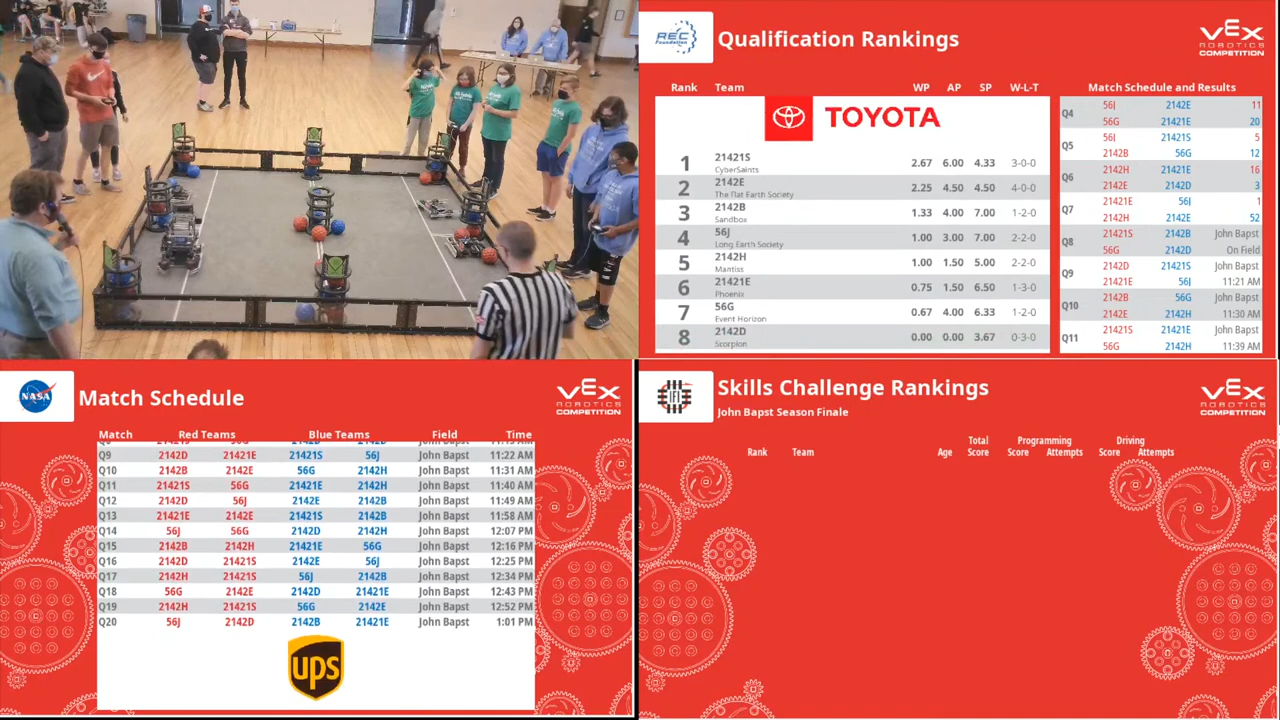 REC
Foundation
Qualification Rankings
VEX
ROBOTICS
COMPETITION
Rank Team WP AP SP W-L-T
TOYOTA
1 21421S 2.67 6.00 4.33 3-0-0
CyberSaints
2 2142E 2.25 4.50 4.50 4-0-0
The Flat Earth Society
3 2142B 1.33 4.00 7.00 1-2-0
Sandbox
4 56J 1.00 3.00 7.00 2-2-0
Long Earth Society
5 2142H 1.00 1.50 5.00 2-2-0
Mantiss
6 21421E 0.75 1.50 6.50 1-3-0
Phoenix
7 56G 0.67 4.00 6.33 1-2-0
Event Horizon
8 2142D 0.00 0.00 3.67 0-3-0
Scorpion
Match Schedule and Results
Q4 56J 2142E 11
56G 21421E 20
Q5 56J 21421S 5
2142B 56G 12
Q6 2142H 21421E 16
2142E 2142D 3
Q7 21421E 56J 1
2142H 2142E 52
Q8 21421S 2142B John Bapst
56G 2142D On Field
Q9 2142D 21421S John Bapst
21421E 56J 11:21 AM
Q10 2142B 56G John Bapst
2142E 2142H 11:30 AM
Q11 21421S 21421E John Bapst
56G 2142H 11:39 AM
NASA
Match Schedule
VEX
ROBOTICS
COMPETITION
Match Red Teams Blue Teams Field Time
Q9 2142D 21421E 21421S 56J John Bapst 11:22 AM
Q10 2142B 2142E 56G 2142H John Bapst 11:31 AM
Q11 21421S 56G 21421E 2142H John Bapst 11:40 AM
Q12 2142D 56J 2142E 2142B John Bapst 11:49 AM
Q13 21421E 2142E 21421S 2142B John Bapst 11:58 AM
Q14 56J 56G 2142D 2142H John Bapst 12:07 PM
Q15 2142B 2142H 21421E 56G John Bapst 12:16 PM
Q16 2142D 21421S 2142E 56J John Bapst 12:25 PM
Q17 2142H 21421S 56J 2142B John Bapst 12:34 PM
Q18 56G 2142E 2142D 21421E John Bapst 12:43 PM
Q19 2142H 21421S 56G 2142E John Bapst 12:52 PM
Q20 56J 2142D 2142B 21421E John Bapst 1:01 PM
ups
IFI
Skills Challenge Rankings
John Bapst Season Finale
VEX
ROBOTICS
COMPETITION
Total Programming Driving
Rank Team Age Score Score Attempts Score Attempts